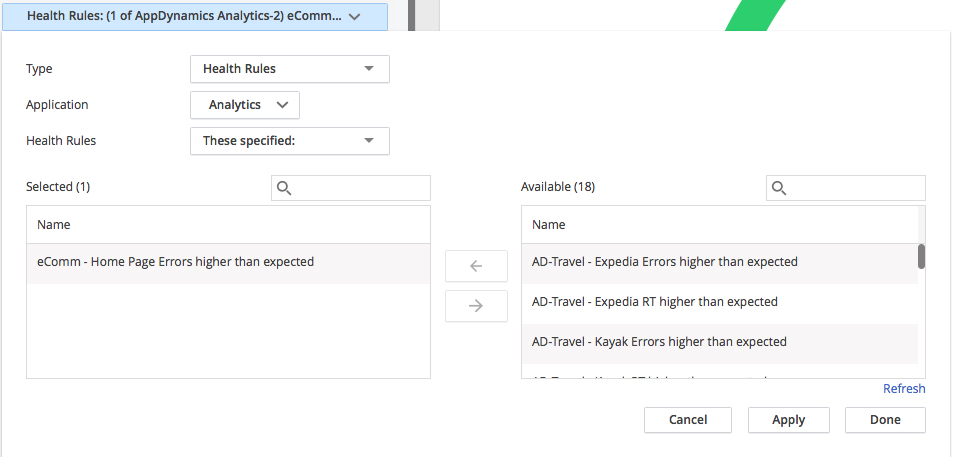 Health Rules: (1 of AppDynamics Analytics-2) eComm...
Type
Health Rules
Application
Analytics
Health Rules
These specified:
Selected (1)
Available (18)
Name
Name
eComm - Home Page Errors higher than expected
AD-Travel - Expedia Errors higher than expected
AD-Travel - Expedia RT higher than expected
AD-Travel - Kayak Errors higher than expected
Refresh
Cancel
Apply
Done